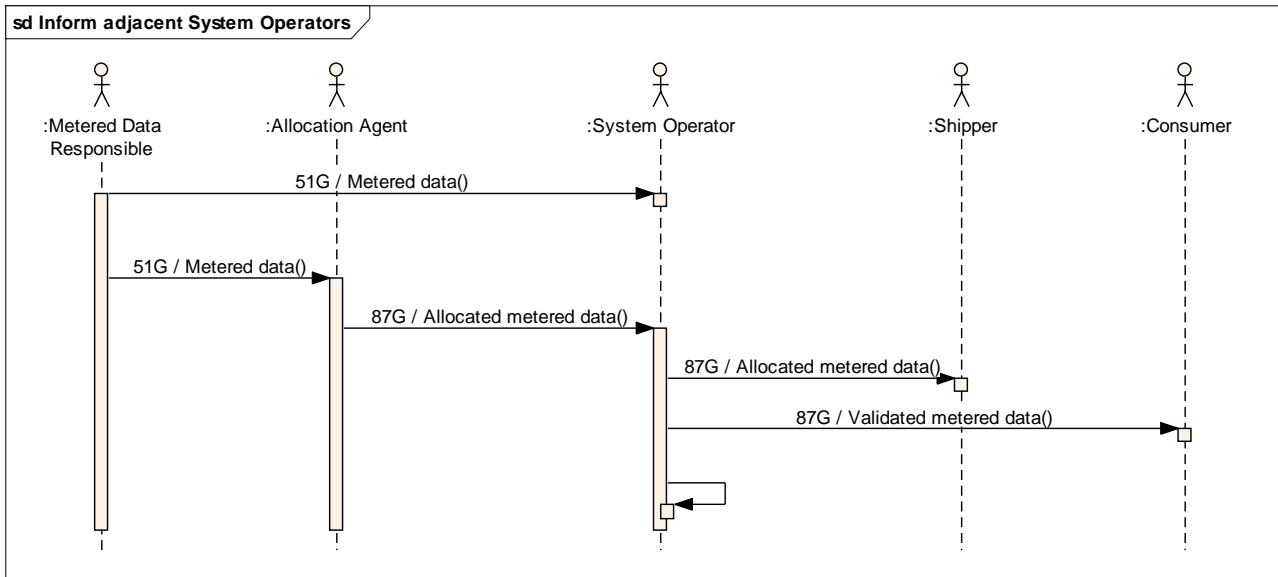 sd Inform adjacent System Operators
:Metered Data
Responsible
:Allocation Agent
:System Operator
:Shipper
:Consumer
51G / Metered data()
51G / Metered data()
87G / Allocated metered data()
87G / Allocated metered data()
87G / Validated metered data()